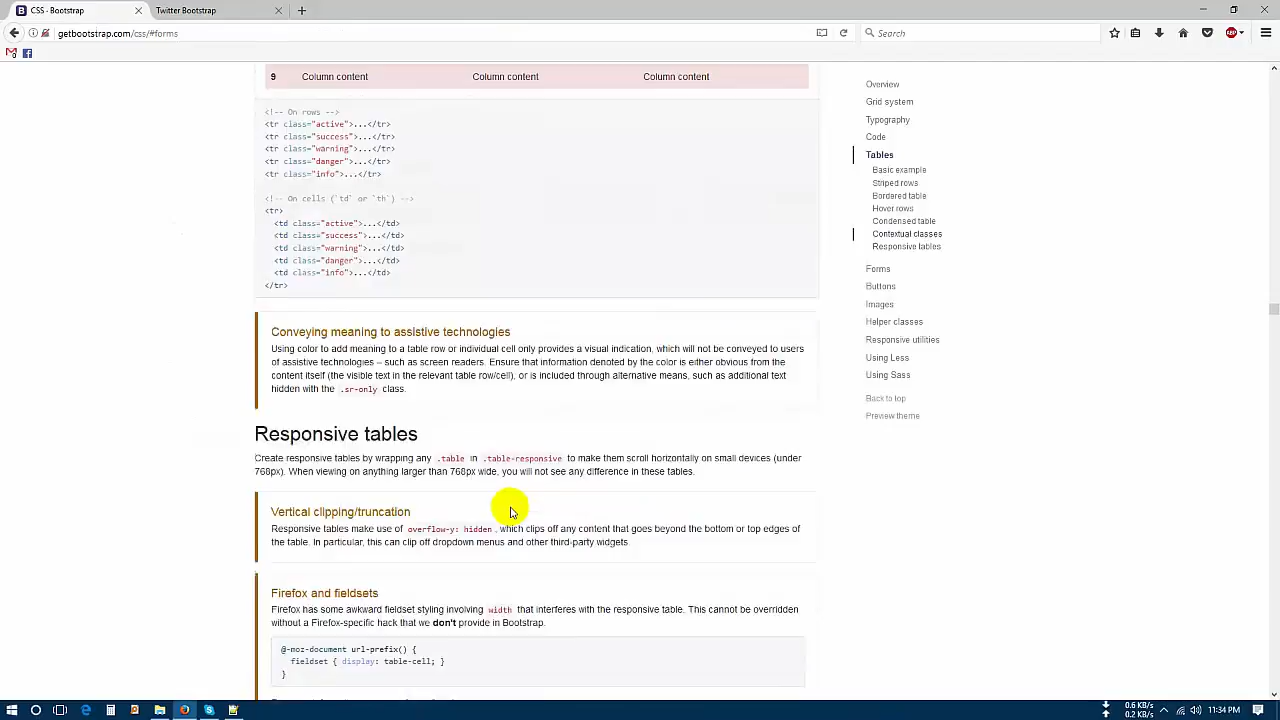 CSS · Bootstrap
Twitter Bootstrap
getbootstrap.com/css/#forms
Search
9 Column content Column content Column content
<!-- On rows -->
<tr class="active">...</tr>
<tr class="success">...</tr>
<tr class="warning">...</tr>
<tr class="danger">...</tr>
<tr class="info">...</tr>
<!-- On cells (`td` or `th`) -->
<tr>
<td class="active">...</td>
<td class="success">...</td>
<td class="warning">...</td>
<td class="danger">...</td>
<td class="info">...</td>
</tr>
Conveying meaning to assistive technologies
Using color to add meaning to a table row or individual cell only provides a visual indication, which will not be conveyed to users
of assistive technologies – such as screen readers. Ensure that information denoted by the color is either obvious from the
content itself (the visible text in the relevant table row/cell), or is included through alternative means, such as additional text
hidden with the .sr-only class.
Responsive tables
Create responsive tables by wrapping any .table in .table-responsive to make them scroll horizontally on small devices (under
768px). When viewing on anything larger than 768px wide, you will not see any difference in these tables.
Vertical clipping/truncation
Responsive tables make use of overflow-y: hidden, which clips off any content that goes beyond the bottom or top edges of
the table. In particular, this can clip off dropdown menus and other third-party widgets.
Firefox and fieldsets
Firefox has some awkward fieldset styling involving width that interferes with the responsive table. This cannot be overridden
without a Firefox-specific hack that we don't provide in Bootstrap.
@-moz-document url-prefix() {
fieldset { display: table-cell; }
}
Overview
Grid system
Typography
Code
Tables
Basic example
Striped rows
Bordered table
Hover rows
Condensed table
Contextual classes
Responsive tables
Forms
Buttons
Images
Helper classes
Responsive utilities
Using Less
Using Sass
Back to top
Preview theme
0.6 KB/s
0.2 KB/s
11:34 PM